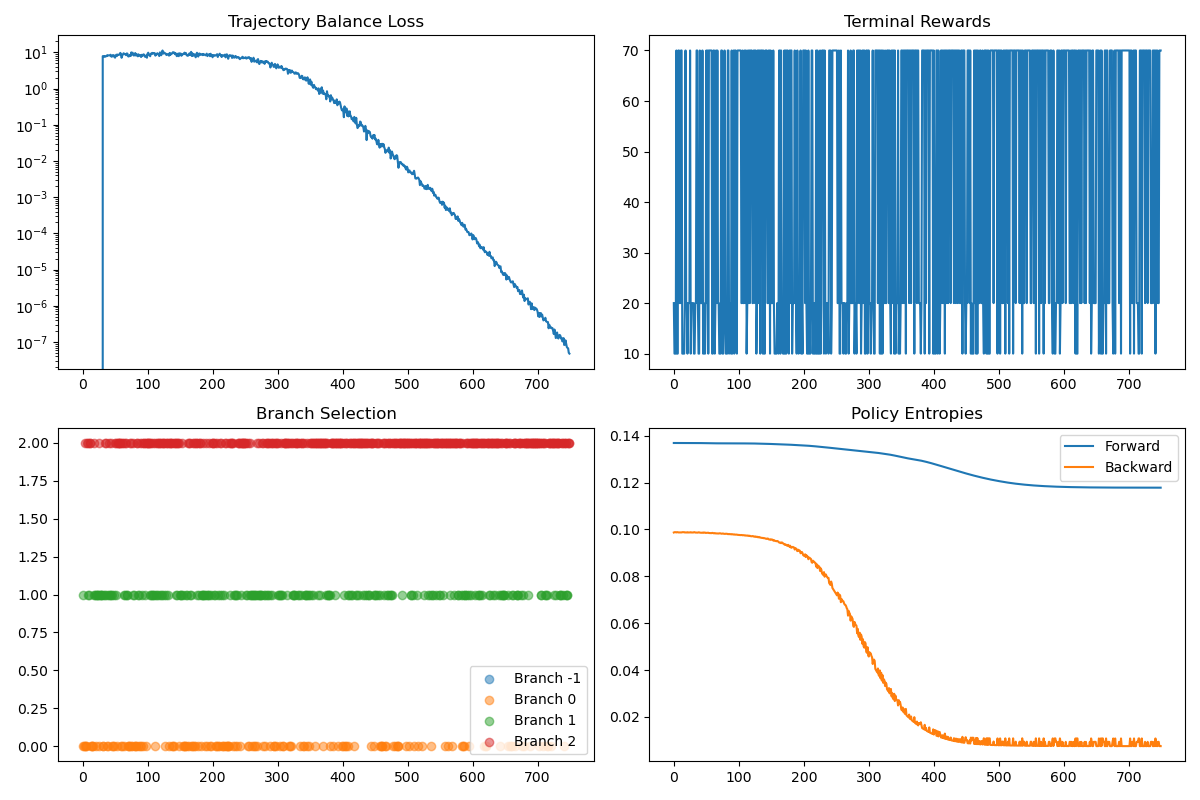 Trajectory Balance Loss
10^1
10^0
10^-1
10^-2
10^-3
10^-4
10^-5
10^-6
10^-7
0 100 200 300 400 500 600 700
Terminal Rewards
70
60
50
40
30
20
10
0 100 200 300 400 500 600 700
Branch Selection
2.00
1.75
1.50
1.25
1.00
0.75
0.50
0.25
0.00
Branch -1
Branch 0
Branch 1
Branch 2
0 100 200 300 400 500 600 700
Policy Entropies
0.14
0.12
0.10
0.08
0.06
0.04
0.02
Forward
Backward
0 100 200 300 400 500 600 700